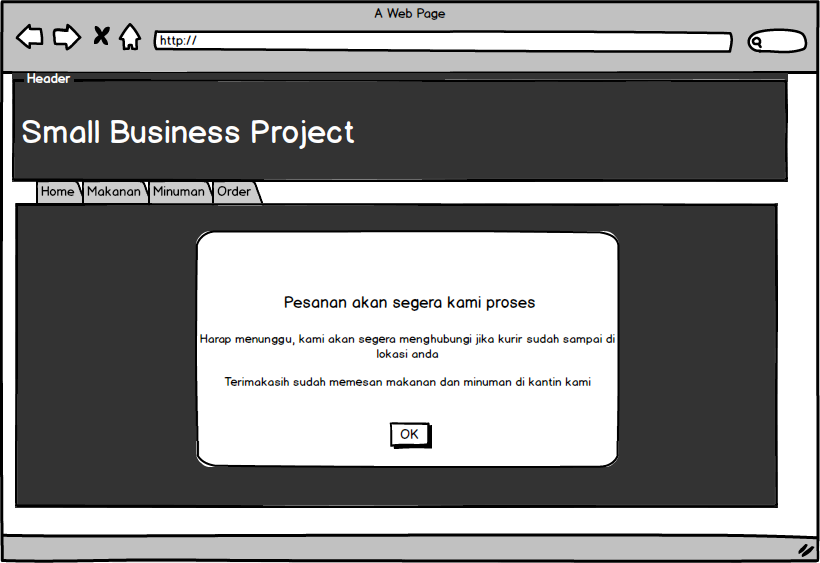 A Web Page
http://
Header
Small Business Project
Home Makanan Minuman Order
Pesanan akan segera kami proses
Harap menunggu, kami akan segera menghubungi jika kurir sudah sampai di
lokasi anda
Terimakasih sudah memesan makanan dan minuman di kantin kami
OK